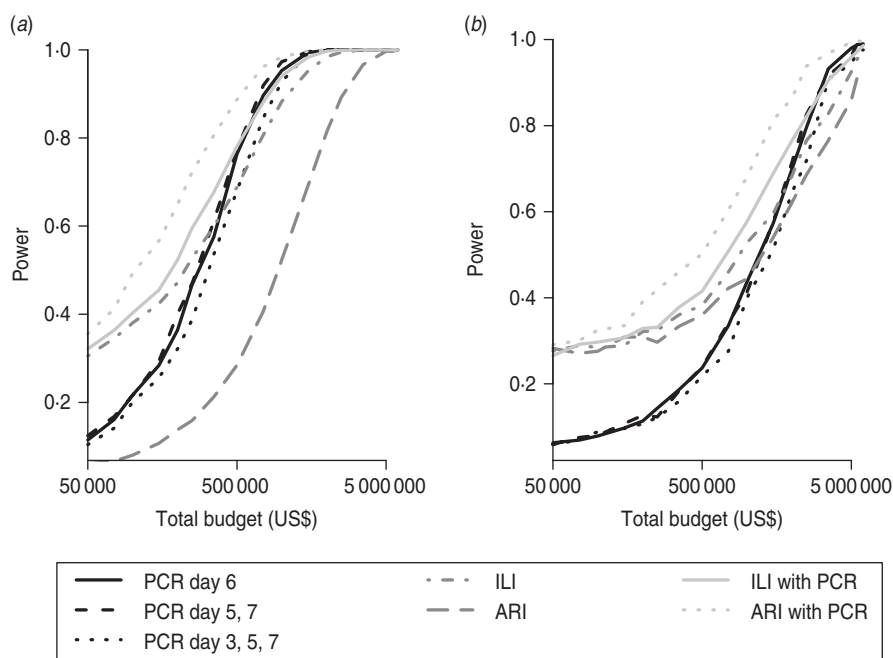 (a)
(b)
1·0
0·8
0·6
0·4
0·2
Power
50 000
500 000
5 000 000
Total budget (US$)
1·0
0·8
0·6
0·4
0·2
Power
50 000
500 000
5 000 000
Total budget (US$)
PCR day 6
PCR day 5, 7
PCR day 3, 5, 7
ILI
ARI
ILI with PCR
ARI with PCR